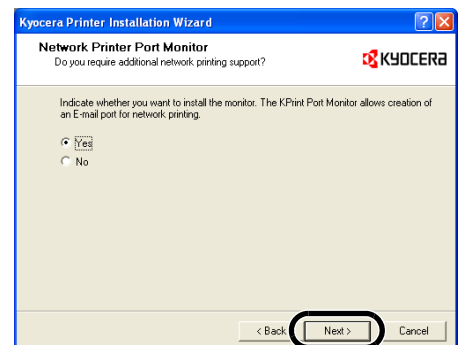 Kyocera Printer Installation Wizard
Network Printer Port Monitor
Do you require additional network printing support?
KYOCERA
Indicate whether you want to install the monitor. The KPrint Port Monitor allows creation of
an E-mail port for network printing.
Yes
No
< Back Next > Cancel